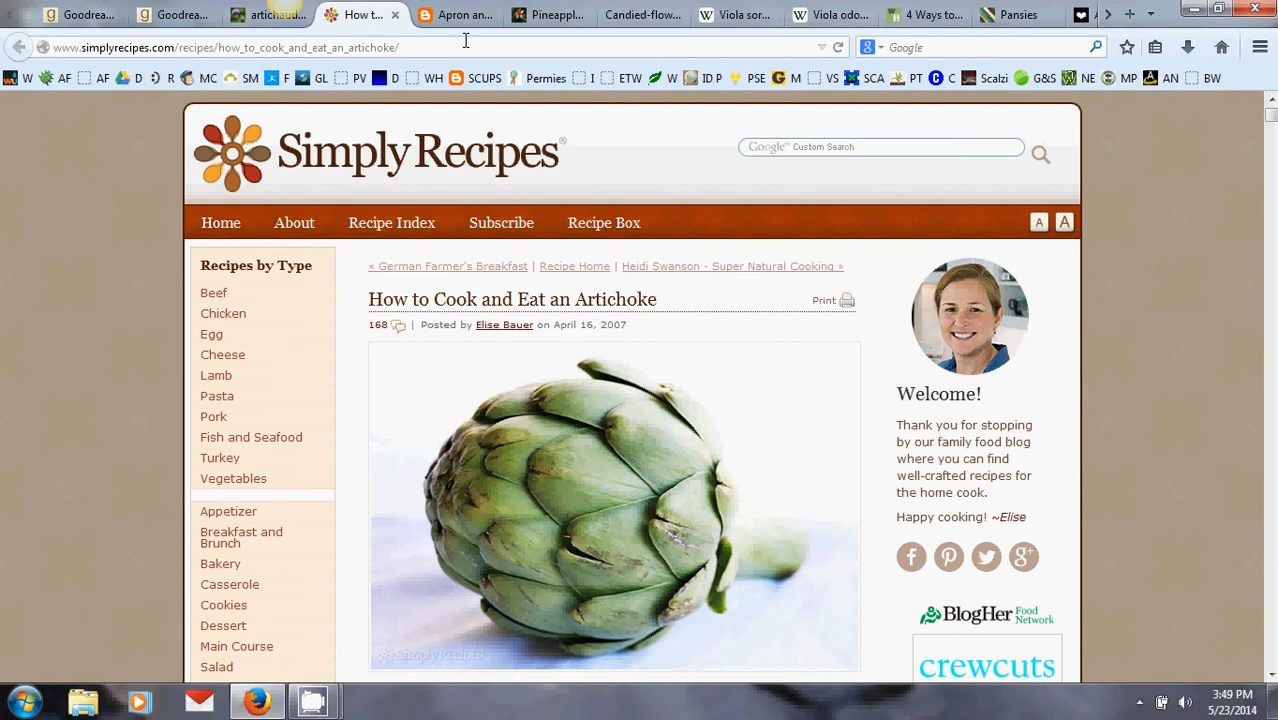 Goodrea...
Goodrea...
artichaud...
How t...
Apron an...
Pineappl...
Candied-flow...
Viola sor...
Viola odo...
4 Ways to...
Pansies
www.simplyrecipes.com/recipes/how_to_cook_and_eat_an_artichoke/
Google
W AF AF D R MC SM F GL PV D WH SCUPS Permies I ETW W ID P PSE M VS SCA PT C Scalzi G&S NE MP AN BW
SimplyRecipes®
Google™ Custom Search
Home About Recipe Index Subscribe Recipe Box A A
Recipes by Type
Beef
Chicken
Egg
Cheese
Lamb
Pasta
Pork
Fish and Seafood
Turkey
Vegetables
Appetizer
Breakfast and
Brunch
Bakery
Casserole
Cookies
Dessert
Main Course
Salad
« German Farmer's Breakfast | Recipe Home | Heidi Swanson - Super Natural Cooking »
How to Cook and Eat an Artichoke
Print
168 | Posted by Elise Bauer on April 16, 2007
simplyRecipes
Welcome!
Thank you for stopping
by our family food blog
where you can find
well-crafted recipes for
the home cook.
Happy cooking! ~Elise
BlogHer Food Network
crewcuts
3:49 PM
5/23/2014